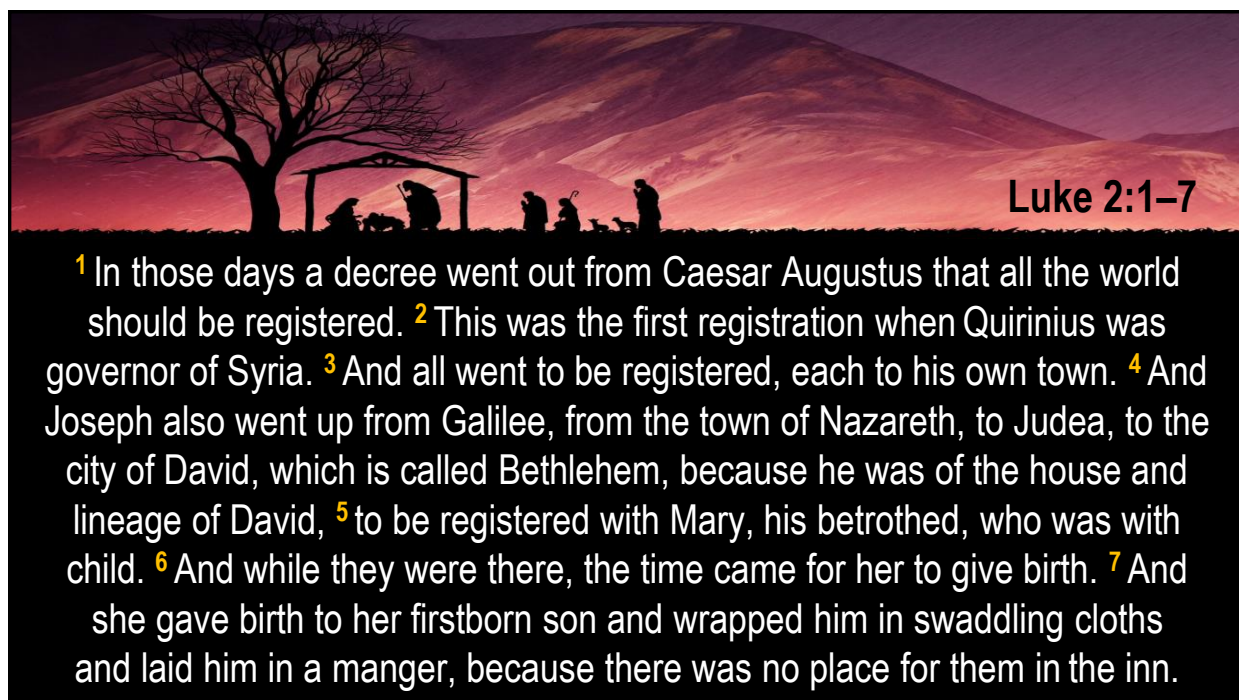 Luke 2:1–7
1 In those days a decree went out from Caesar Augustus that all the world
should be registered. 2 This was the first registration when Quirinius was
governor of Syria. 3 And all went to be registered, each to his own town. 4 And
Joseph also went up from Galilee, from the town of Nazareth, to Judea, to the
city of David, which is called Bethlehem, because he was of the house and
lineage of David, 5 to be registered with Mary, his betrothed, who was with
child. 6 And while they were there, the time came for her to give birth. 7 And
she gave birth to her firstborn son and wrapped him in swaddling cloths
and laid him in a manger, because there was no place for them in the inn.